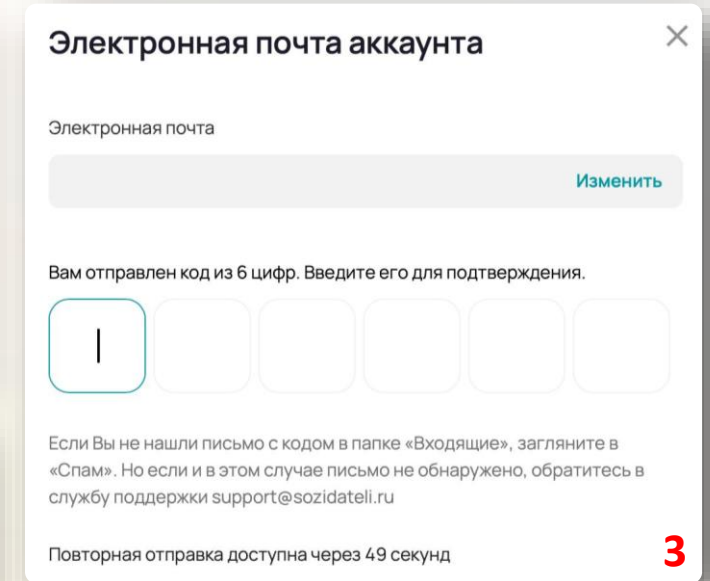 Электронная почта аккаунта
Электронная почта
Изменить
Вам отправлен код из 6 цифр. Введите его для подтверждения.
Если Вы не нашли письмо с кодом в папке «Входящие», загляните в
«Спам». Но если и в этом случае письмо не обнаружено, обратитесь в
службу поддержки support@sozidateli.ru
Повторная отправка доступна через 49 секунд
3